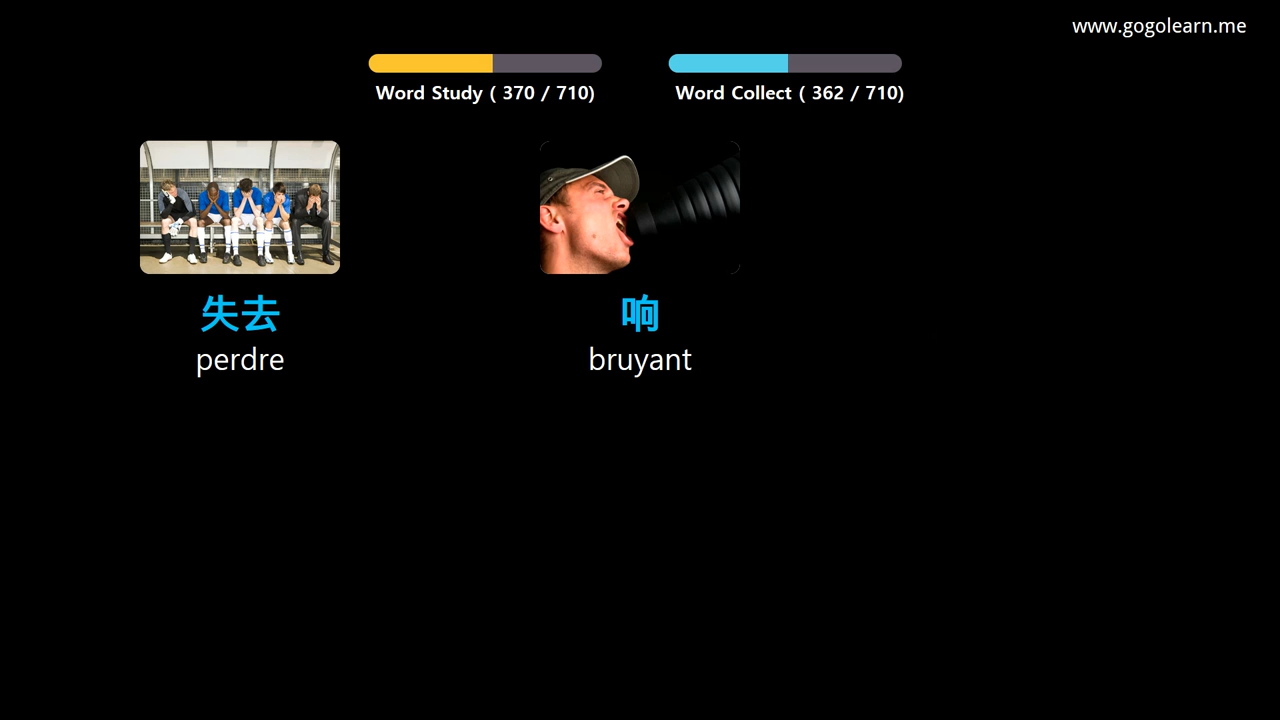 www.gogolearn.me
Word Study ( 370 / 710)
Word Collect ( 362 / 710)
失去
perdre
响
bruyant